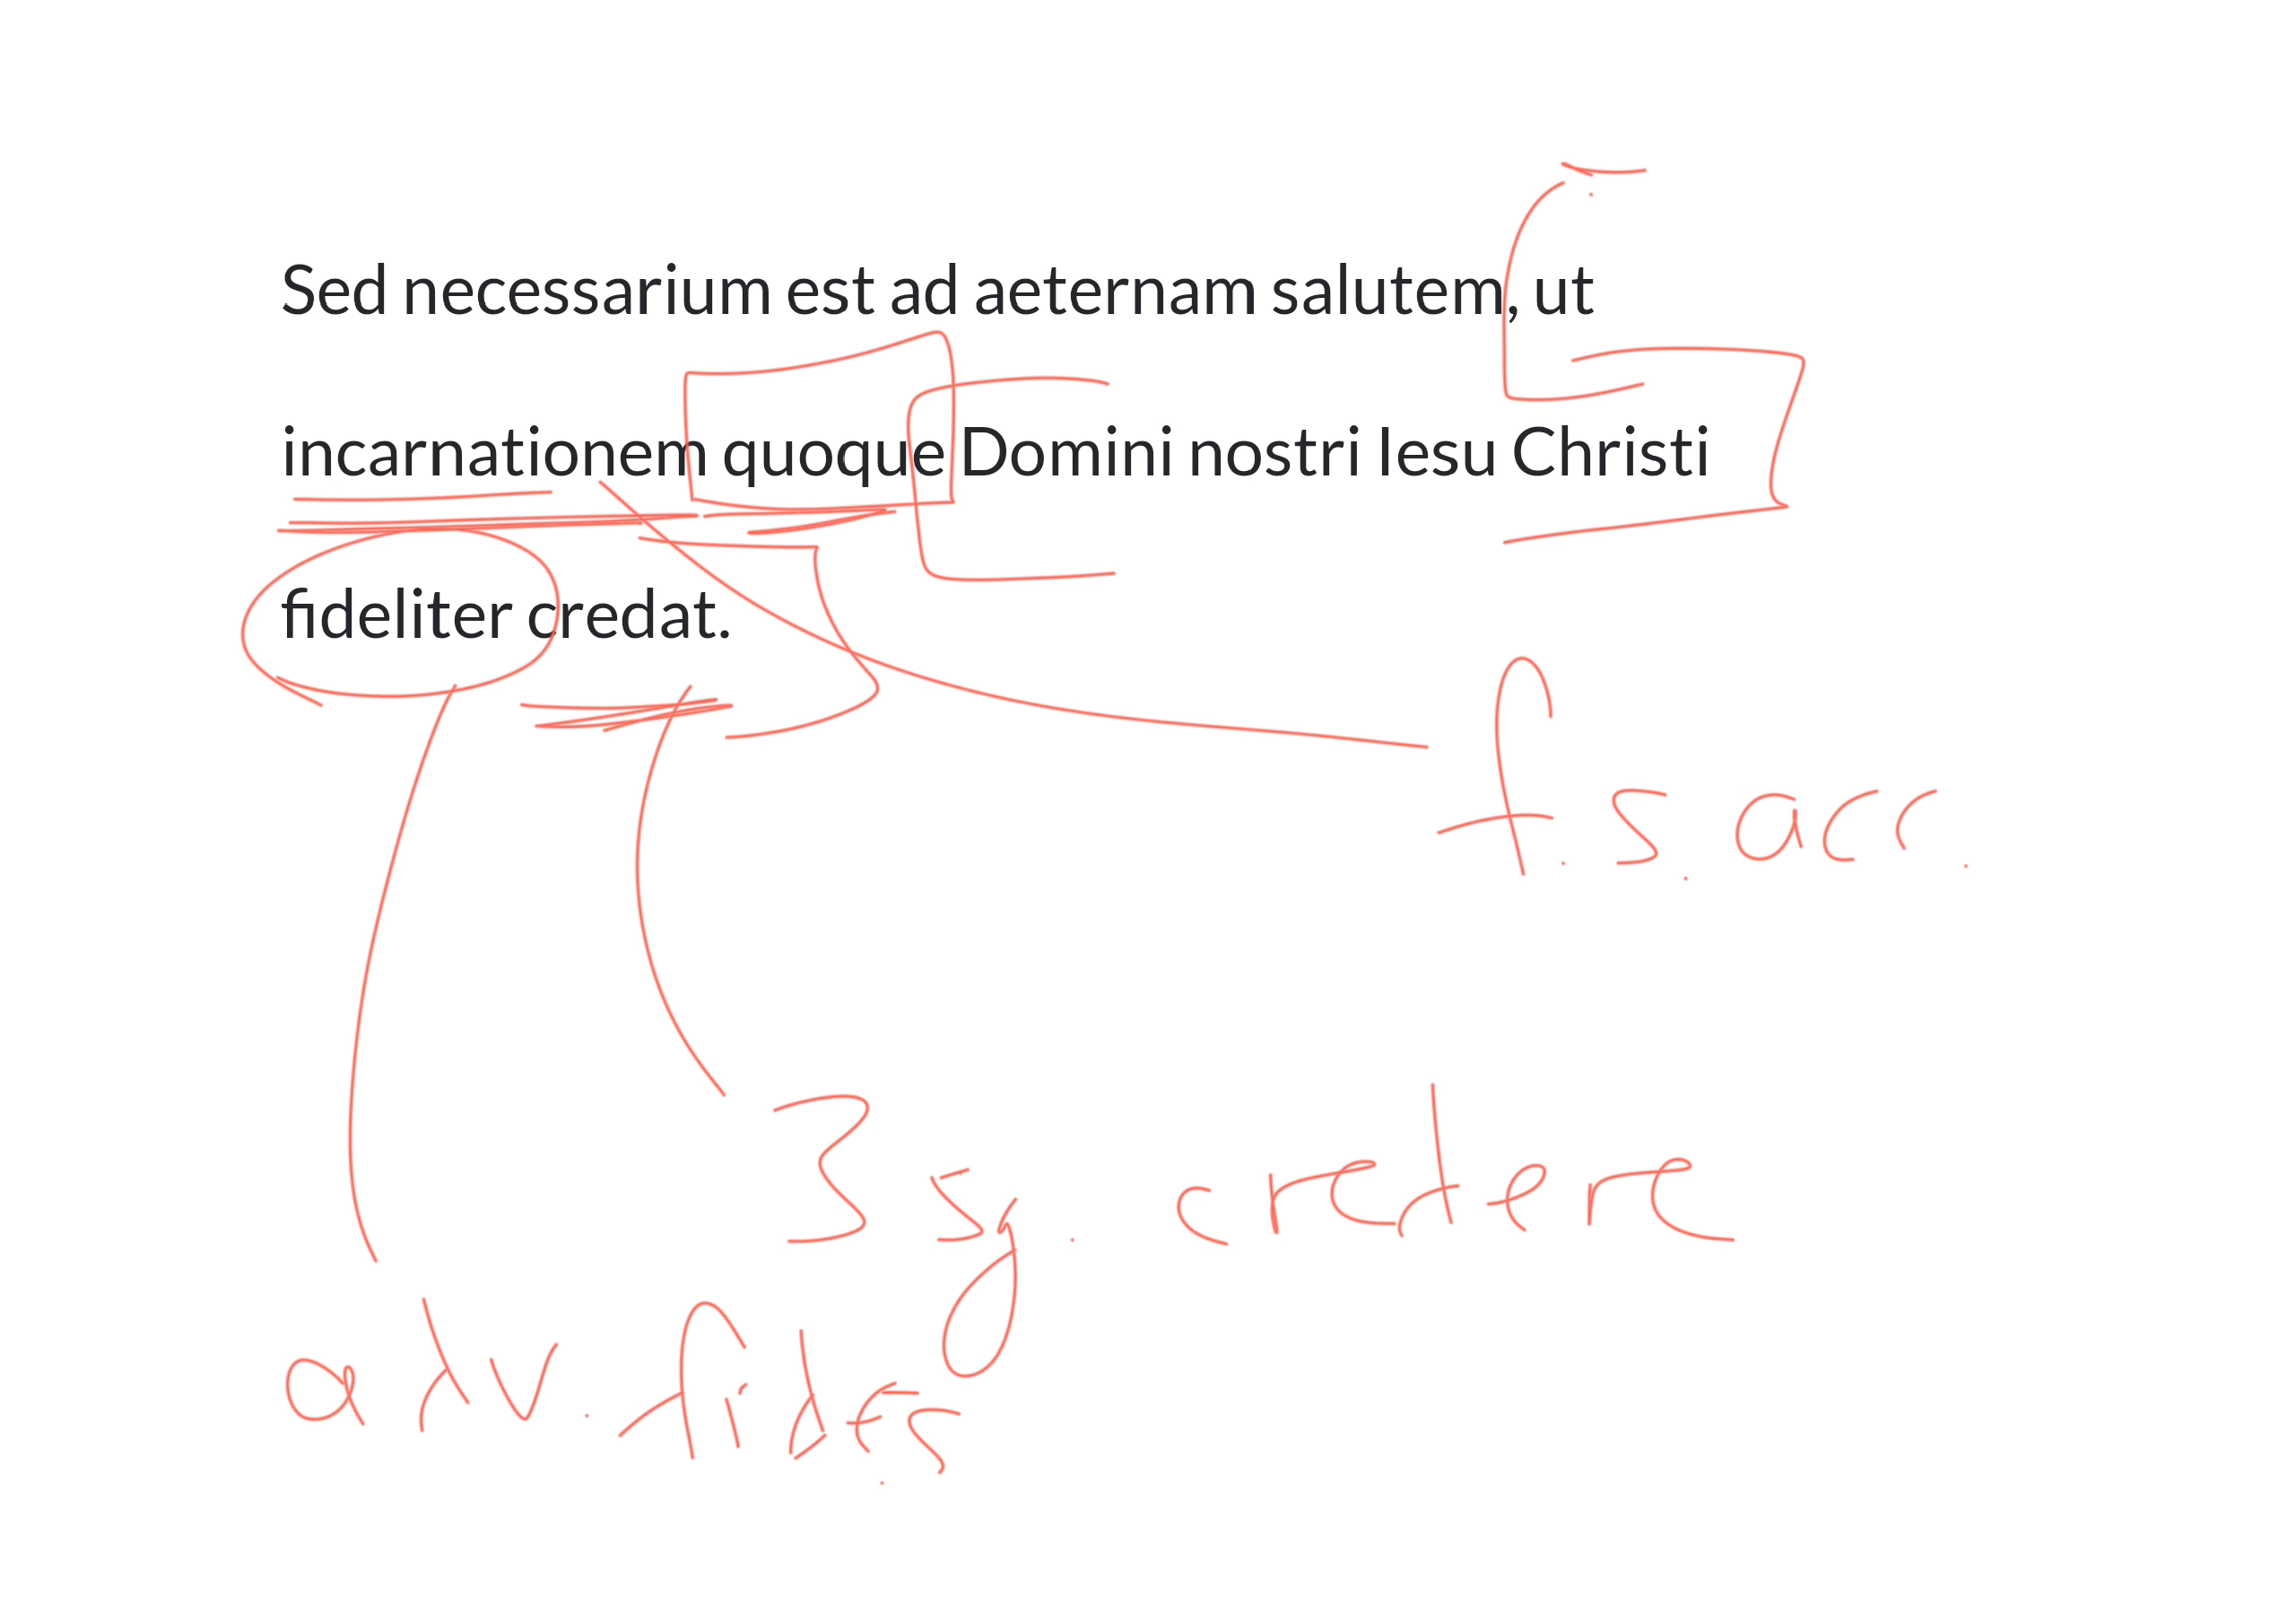 Sed necessarium est ad aeternam salutem, ut
incarnationem quoque Domini nostri Iesu Christi
fideliter credat.
f. s. acc.
3 sg. credere
adv. fides